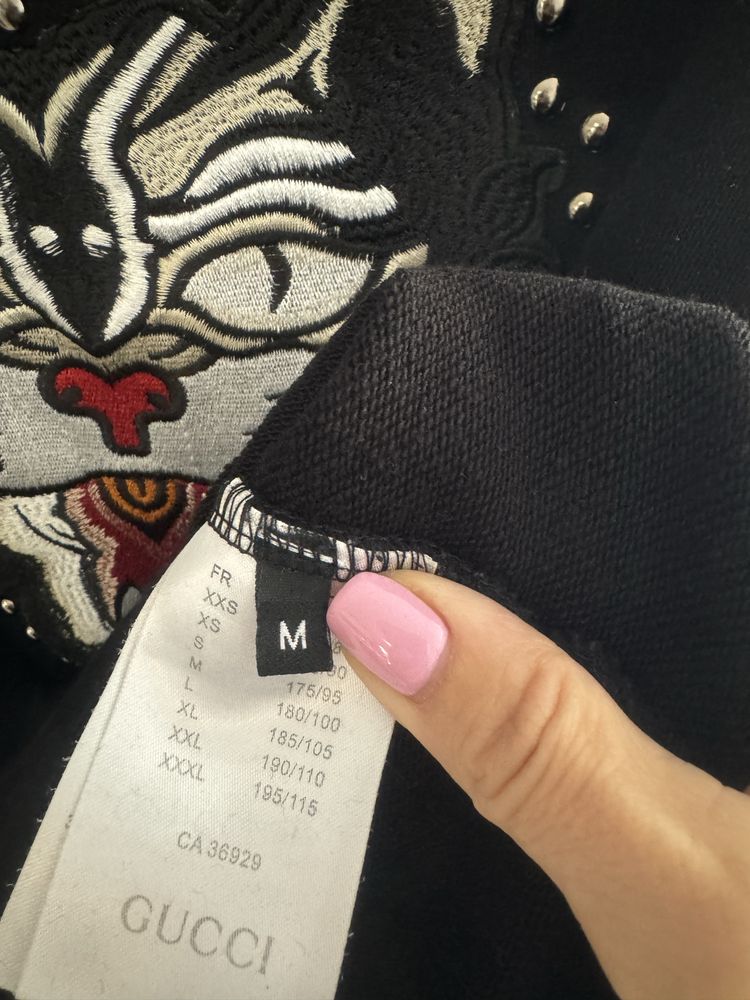 FR
XXS
XS
S
M 175/95
L 180/100
XL 185/105
XXL 190/110
XXXL 195/115
M
CA 36929
GUCCI